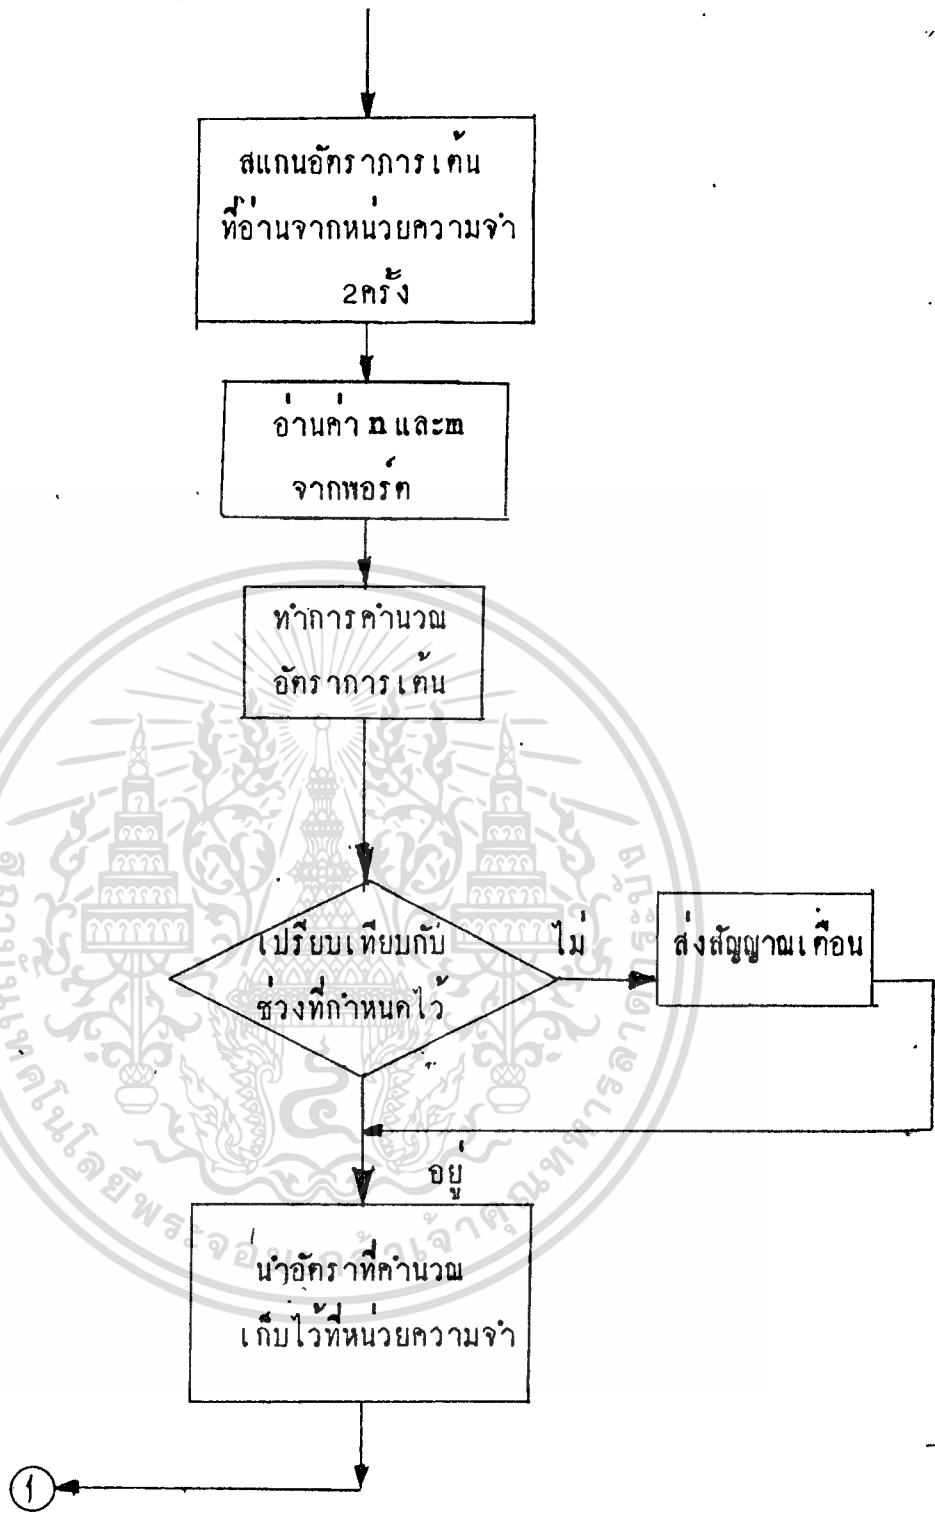 สแกนอัตราการเต้น
ที่อ่านจากหน่วยความจำ
2ครั้ง
อ่านค่า n และm
จากพอร์ต
ทำการคำนวณ
อัตราการเต้น
เปรียบเทียบกับ
ช่วงที่กำหนดไว้
ไม่
ส่งสัญญาณเตือน
อยู่
นำอัตราที่คำนวณ
เก็บไว้ที่หน่วยความจำ
1